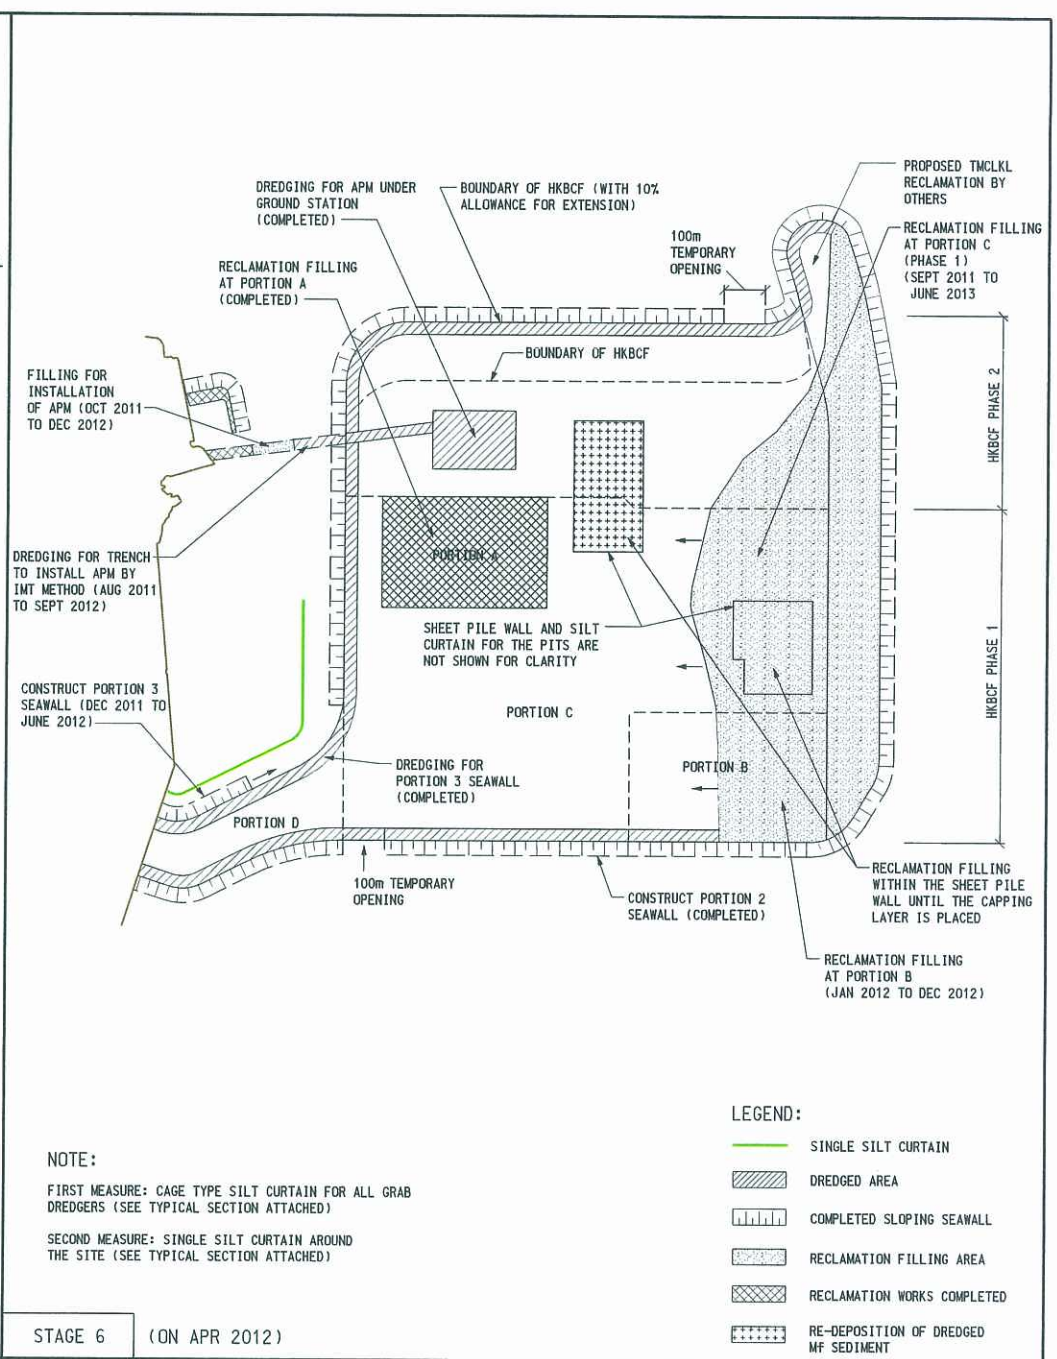 PROPOSED TMCLKL
RECLAMATION BY
OTHERS
DREDGING FOR APM UNDER
GROUND STATION
(COMPLETED)
BOUNDARY OF HKBCF (WITH 10%
ALLOWANCE FOR EXTENSION)
100m
TEMPORARY
OPENING
RECLAMATION FILLING
AT PORTION C
(PHASE 1)
(SEPT 2011 TO
JUNE 2013
RECLAMATION FILLING
AT PORTION A
(COMPLETED)
BOUNDARY OF HKBCF
FILLING FOR
INSTALLATION
OF APM (OCT 2011
TO DEC 2012)
HKBCF PHASE 2
DREDGING FOR TRENCH
TO INSTALL APM BY
IMT METHOD (AUG 2011
TO SEPT 2012)
PORTION A
SHEET PILE WALL AND SILT
CURTAIN FOR THE PITS ARE
NOT SHOWN FOR CLARITY
HKBCF PHASE 1
CONSTRUCT PORTION 3
SEAWALL (DEC 2011 TO
JUNE 2012)
PORTION C
DREDGING FOR
PORTION 3 SEAWALL
(COMPLETED)
PORTION B
PORTION D
100m TEMPORARY
OPENING
CONSTRUCT PORTION 2
SEAWALL (COMPLETED)
RECLAMATION FILLING
WITHIN THE SHEET PILE
WALL UNTIL THE CAPPING
LAYER IS PLACED
RECLAMATION FILLING
AT PORTION B
(JAN 2012 TO DEC 2012)
NOTE:
FIRST MEASURE: CAGE TYPE SILT CURTAIN FOR ALL GRAB
DREDGERS (SEE TYPICAL SECTION ATTACHED)
SECOND MEASURE: SINGLE SILT CURTAIN AROUND
THE SITE (SEE TYPICAL SECTION ATTACHED)
LEGEND:
SINGLE SILT CURTAIN
DREDGED AREA
COMPLETED SLOPING SEAWALL
RECLAMATION FILLING AREA
RECLAMATION WORKS COMPLETED
RE-DEPOSITION OF DREDGED
Mf SEDIMENT
STAGE 6 (ON APR 2012)